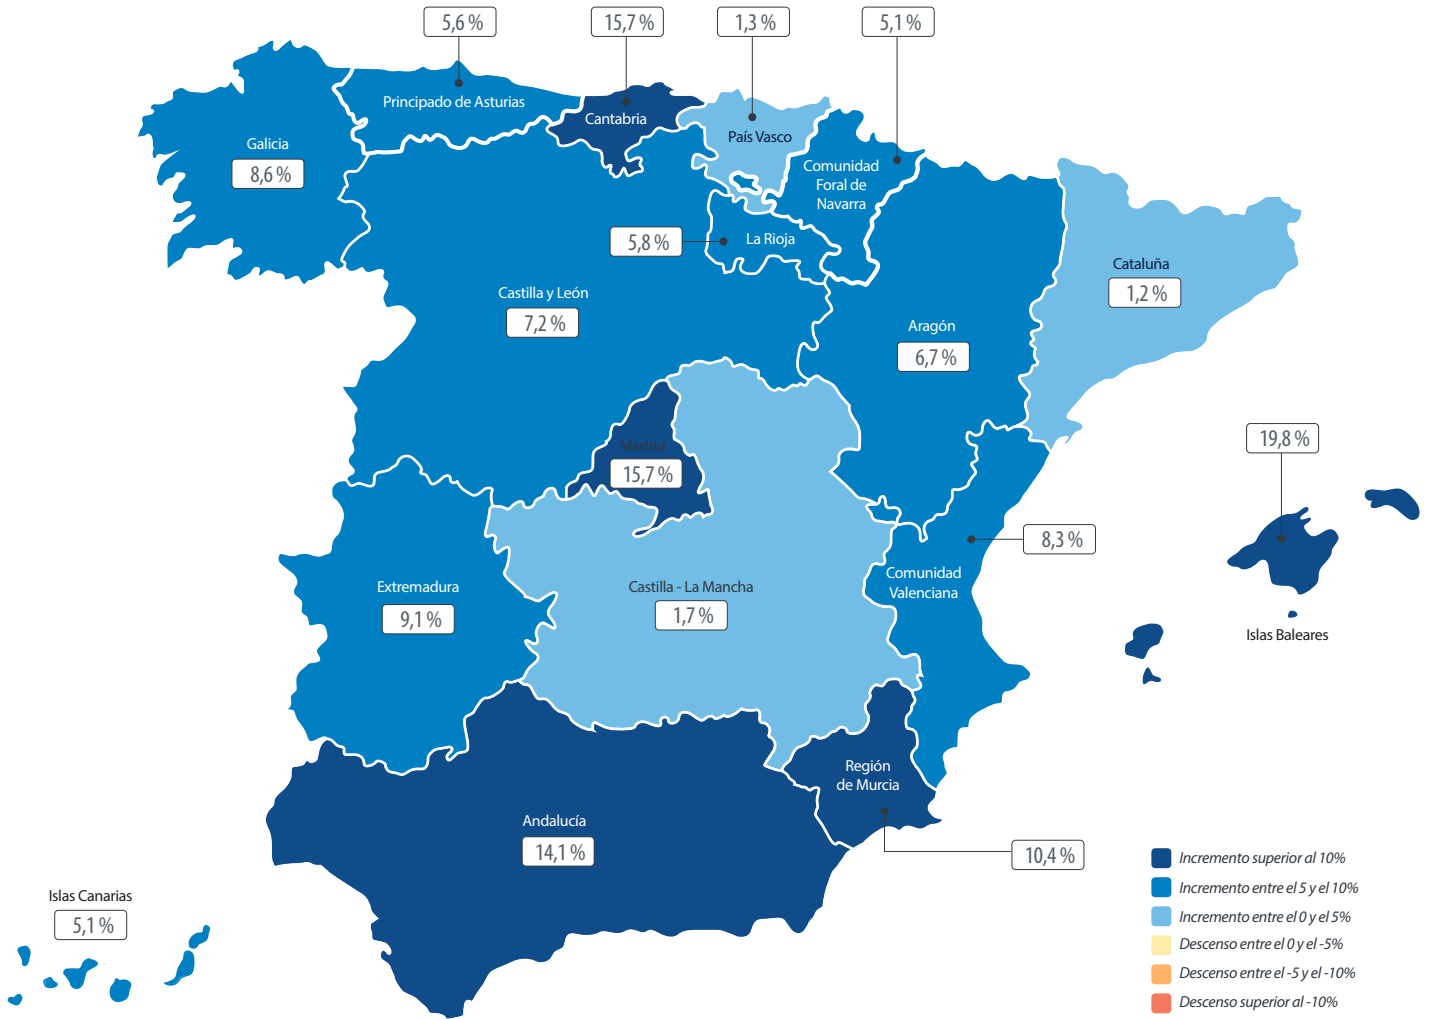 5,6 %
15,7 %
1,3 %
5,1 %
Principado de Asturias
Cantabria
País Vasco
Galicia
8,6 %
Comunidad
Foral de
Navarra
5,8 %
La Rioja
Cataluña
1,2 %
Castilla y León
7,2 %
Aragón
6,7 %
Madrid
15,7 %
19,8 %
8,3 %
Comunidad
Valenciana
Extremadura
9,1 %
Castilla - La Mancha
1,7 %
Islas Baleares
Región
de Murcia
Andalucía
14,1 %
10,4 %
Islas Canarias
5,1 %
Incremento superior al 10%
Incremento entre el 5 y el 10%
Incremento entre el 0 y el 5%
Descenso entre el 0 y el -5%
Descenso entre el -5 y el -10%
Descenso superior al -10%